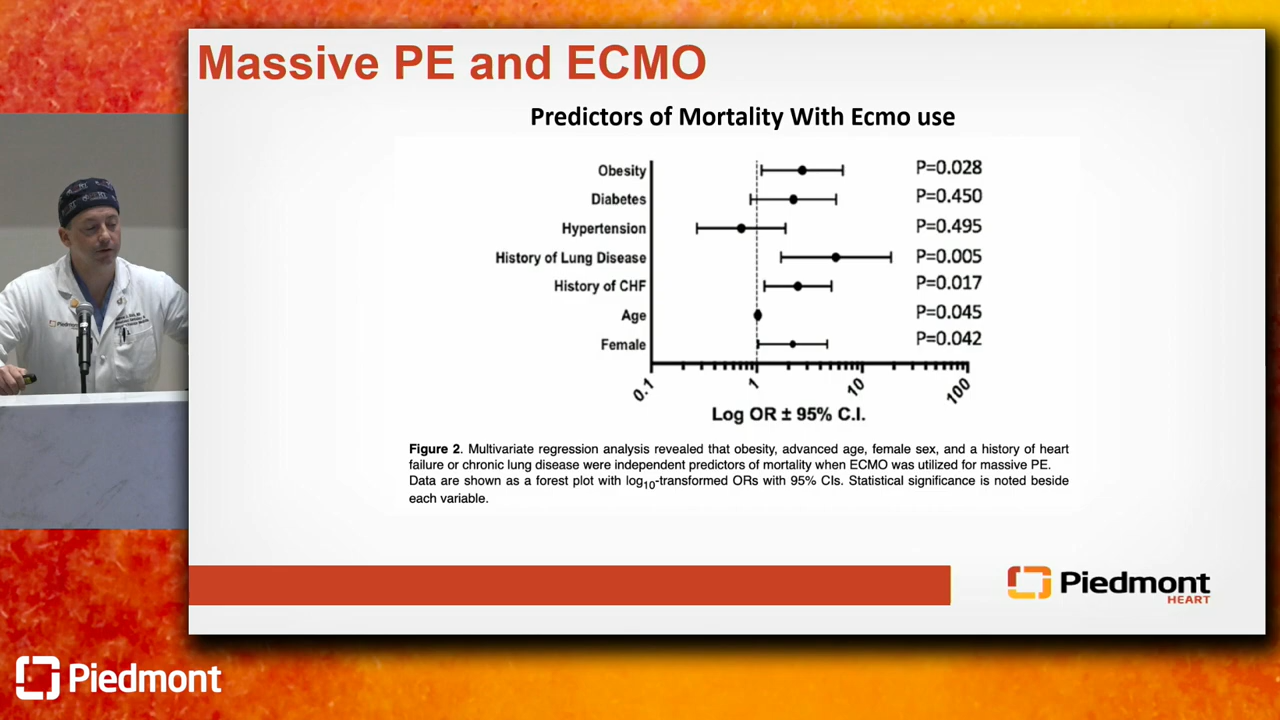 Massive PE and ECMO
Predictors of Mortality With Ecmo use
Obesity P=0.028
Diabetes P=0.450
Hypertension P=0.495
History of Lung Disease P=0.005
History of CHF P=0.017
Age P=0.045
Female P=0.042
0.1 1 10 100
Log OR ± 95% C.I.
Figure 2. Multivariate regression analysis revealed that obesity, advanced age, female sex, and a history of heart
failure or chronic lung disease were independent predictors of mortality when ECMO was utilized for massive PE.
Data are shown as a forest plot with log10-transformed ORs with 95% CIs. Statistical significance is noted beside
each variable.
Piedmont
HEART
Piedmont